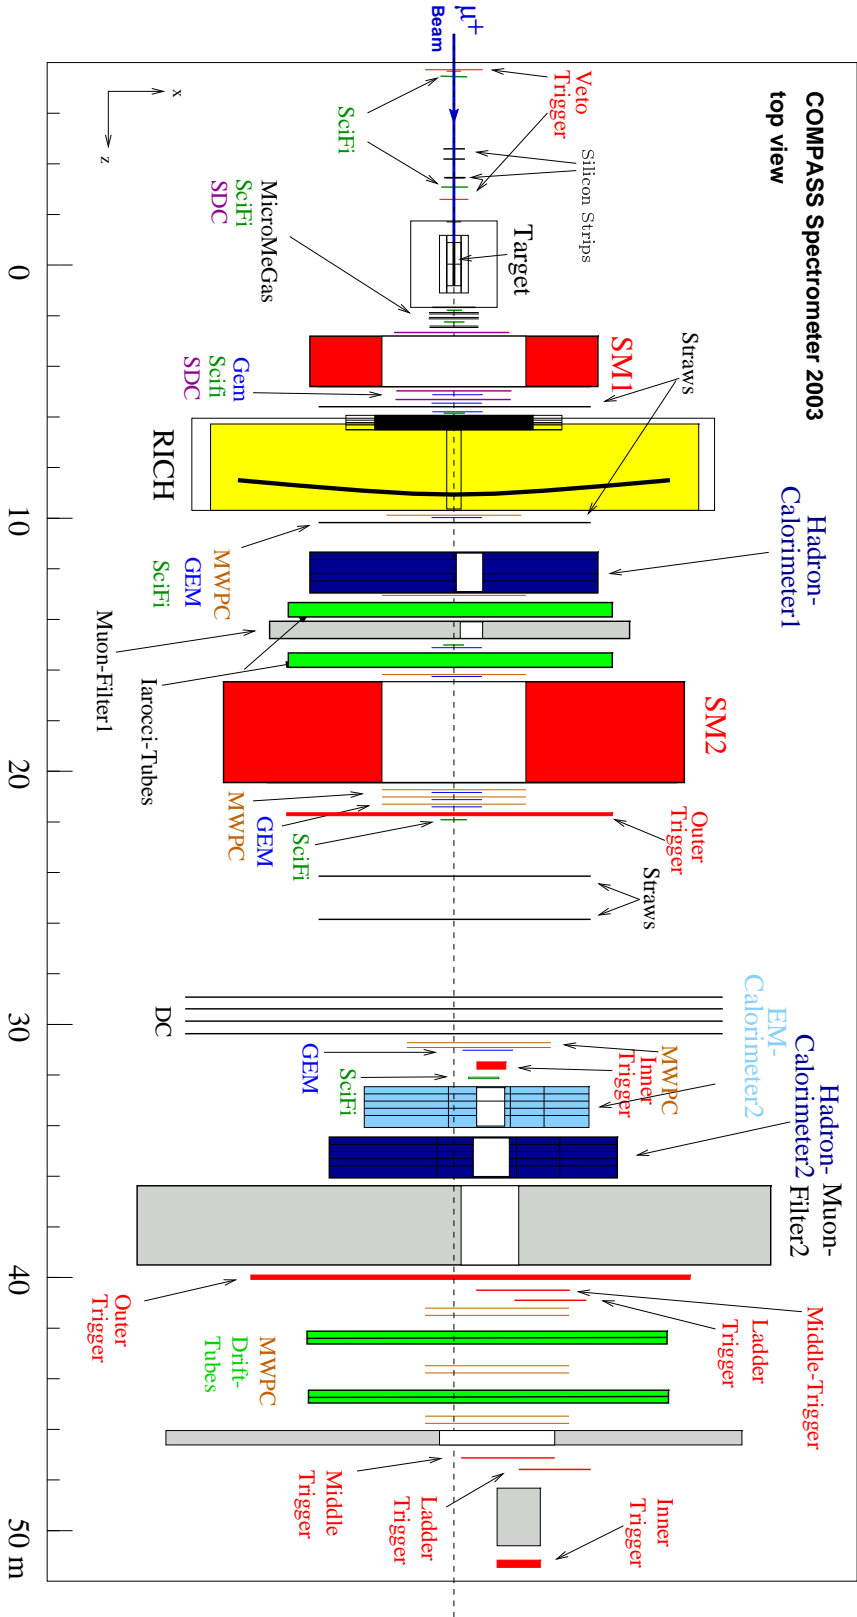 COMPASS Spectrometer 2003
top view
μ+
Beam
Veto
Trigger
SciFi
Silicon Strips
Target
MicroMeGas
SciFi
SDC
x
z
SM1
Straws
Gem
Scifi
SDC
RICH
Hadron-
Calorimeter1
MWPC
GEM
SciFi
Muon-Filter1
Iarocci-Tubes
SM2
MWPC
GEM
SciFi
Outer
Trigger
Straws
DC
EM-
Calorimeter2
Hadron-
Calorimeter2
Muon-
Filter2
MWPC
Inner
Trigger
GEM
SciFi
Outer
Trigger
Middle-Trigger
Ladder
Trigger
MWPC
Drift-
Tubes
Middle
Trigger
Ladder
Trigger
Inner
Trigger
0
10
20
30
40
50 m